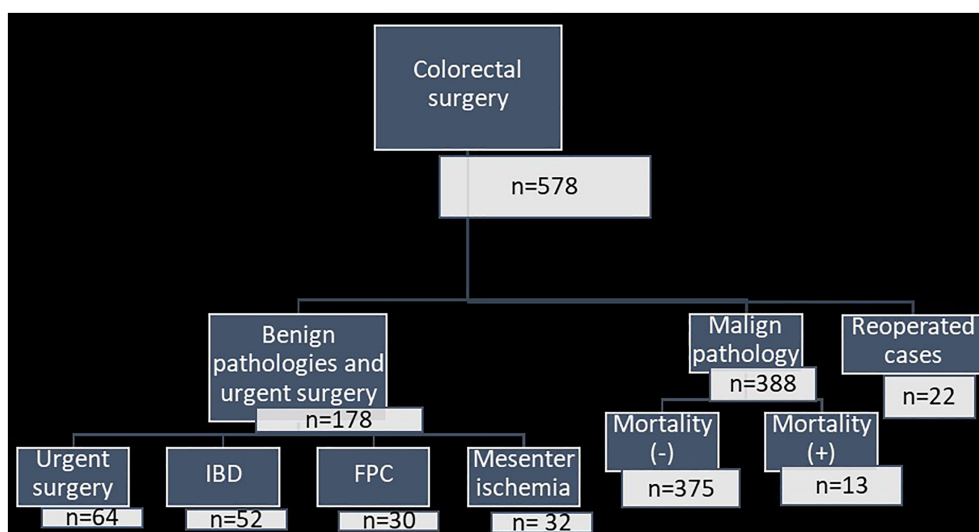 Colorectal
surgery
n=578
Benign
pathologies and
urgent surgery
n=178
Malign
pathology
n=388
Reoperated
cases
n=22
Urgent
surgery
n=64
IBD
n=52
FPC
n=30
Mesenter
ischemia
n= 32
Mortality
(-)
n=375
Mortality
(+)
n=13